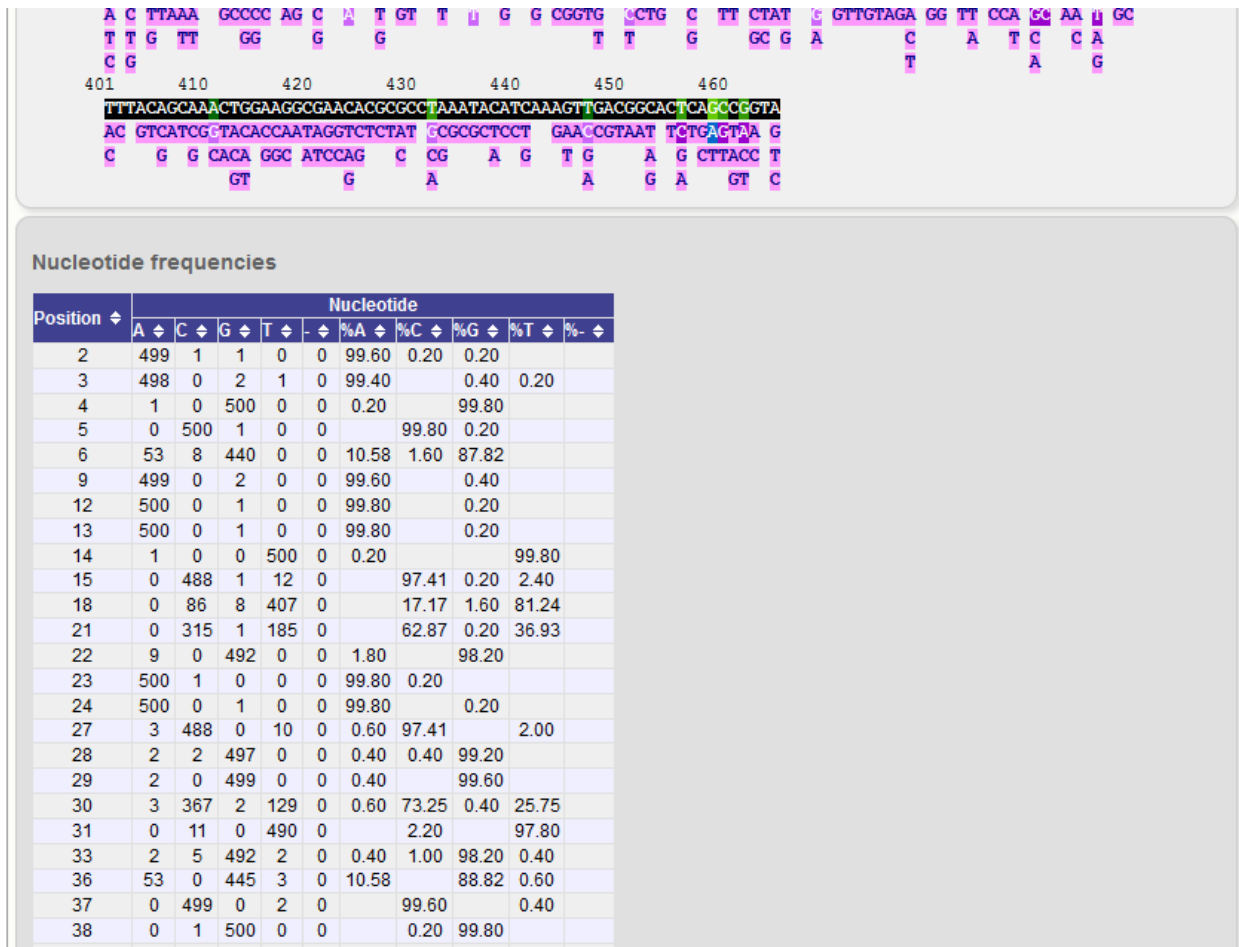 A C TTAAA GCCCC AG C A T GT T T G G CGGTG CCTG C TT CTAT G GTTGTAGA GG TT CCA GC AA T GC
T T G TT GG G G T T G GC G A C A T C C A
C G T A G
401 410 420 430 440 450 460
TTTACAGCAAACTGGAAGGCGAACACGCGCCTAAATACATCAAAGTTGACGGCACTCAGCCGGTA
AC GTCATCGGTACACCAATAGGTCTCTAT GCGCGCTCCT GAACCGTAAT TCTGAGTAA G
C G G CACA GGC ATCCAG C CG A G T G A G CTTACC T
GT G A A G A GT C
Nucleotide frequencies
Position Nucleotide
A C G T - %A %C %G %T %-
2 499 1 1 0 0 99.60 0.20 0.20
3 498 0 2 1 0 99.40 0.40 0.20
4 1 0 500 0 0 0.20 99.80
5 0 500 1 0 0 99.80 0.20
6 53 8 440 0 0 10.58 1.60 87.82
9 499 0 2 0 0 99.60 0.40
12 500 0 1 0 0 99.80 0.20
13 500 0 1 0 0 99.80 0.20
14 1 0 0 500 0 0.20 99.80
15 0 488 1 12 0 97.41 0.20 2.40
18 0 86 8 407 0 17.17 1.60 81.24
21 0 315 1 185 0 62.87 0.20 36.93
22 9 0 492 0 0 1.80 98.20
23 500 1 0 0 0 99.80 0.20
24 500 0 1 0 0 99.80 0.20
27 3 488 0 10 0 0.60 97.41 2.00
28 2 2 497 0 0 0.40 0.40 99.20
29 2 0 499 0 0 0.40 99.60
30 3 367 2 129 0 0.60 73.25 0.40 25.75
31 0 11 0 490 0 2.20 97.80
33 2 5 492 2 0 0.40 1.00 98.20 0.40
36 53 0 445 3 0 10.58 88.82 0.60
37 0 499 0 2 0 99.60 0.40
38 0 1 500 0 0 0.20 99.80